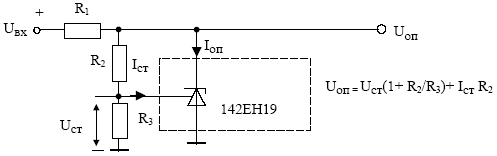 R1
+
Uвх
Uоп
R2
Iст
Iоп
Uоп = Uст(1+ R2/R3)+ Iст R2
142ЕН19
R3
Uст